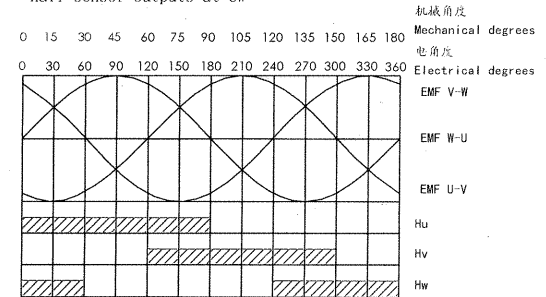 Hall sensor outputs at CW
机械角度
0 15 30 45 60 75 90 105 120 135 150 165 180 Mechanical degrees
电角度
0 30 60 90 120 150 180 210 240 270 300 330 360 Electrical degrees
EMF V-W
EMF W-U
EMF U-V
Hu
Hv
Hw